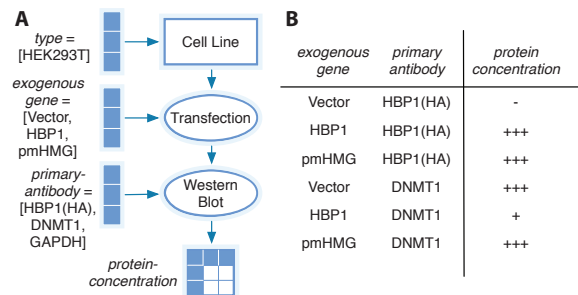 A
type =
[HEK293T]
Cell Line
exogenous
gene =
[Vector,
HBP1,
pmHMG]
Transfection
primary-
antibody =
[HBP1(HA),
DNMT1,
GAPDH]
Western
Blot
protein-
concentration
B
exogenous gene primary antibody protein concentration
Vector HBP1(HA) -
HBP1 HBP1(HA) +++
pmHMG HBP1(HA) +++
Vector DNMT1 +++
HBP1 DNMT1 +
pmHMG DNMT1 +++